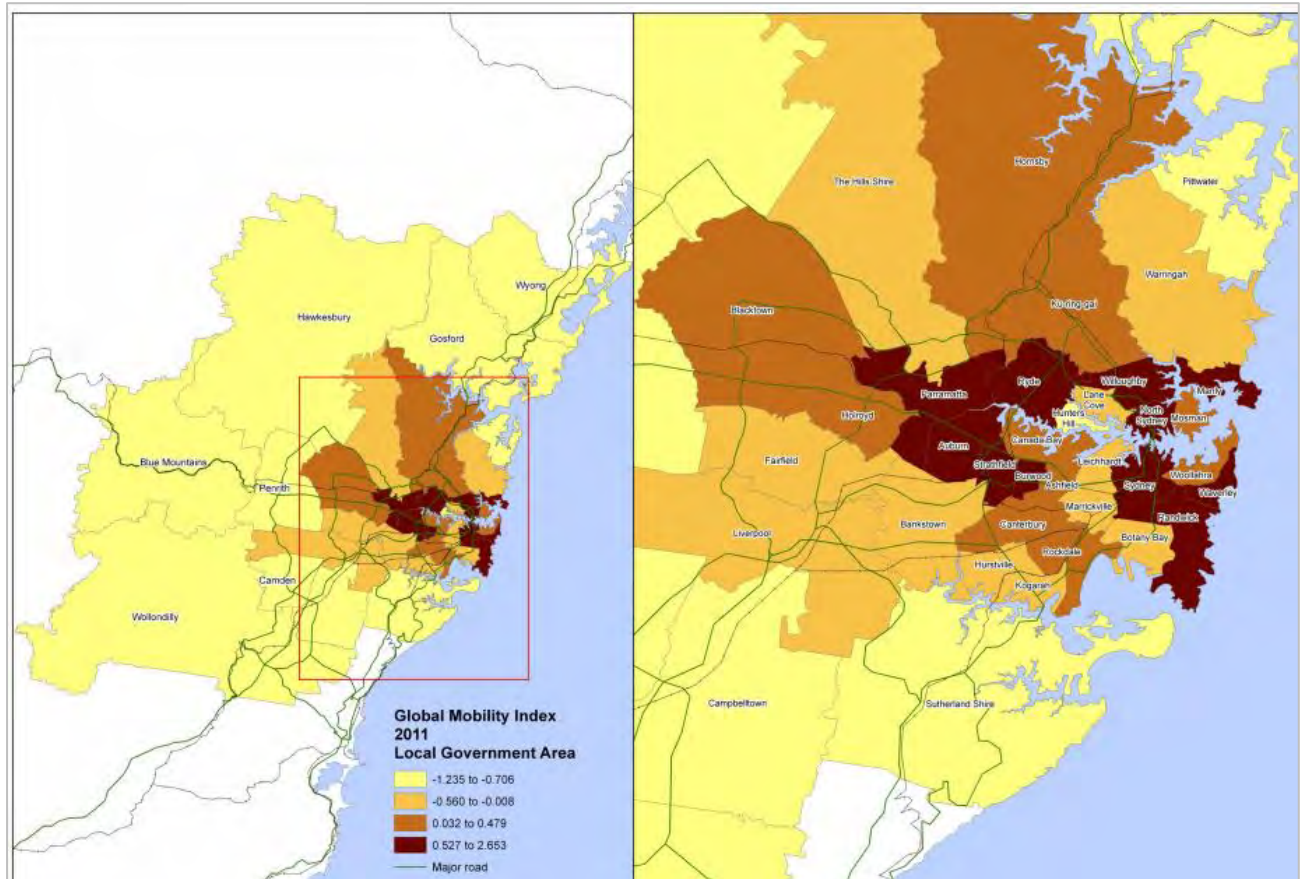 Wyong
Hawkesbury
Gosford
Blue Mountains
Penrith
Camden
Wollondilly
Global Mobility Index
2011
Local Government Area
-1.235 to -0.706
-0.560 to -0.008
0.032 to 0.479
0.527 to 2.653
Major road
Hornsby
The Hills Shire
Pittwater
Warringah
Ku-ring-gai
Blacktown
Ryde
Willoughby
Manly
Parramatta
Lane
Cove
North
Sydney
Mosman
Hunters
Hill
Holroyd
Canada Bay
Auburn
Leichhardt
Fairfield
Strathfield
Burwood
Woollahra
Ashfield
Sydney
Waverley
Marrickville
Randwick
Bankstown
Canterbury
Liverpool
Botany Bay
Rockdale
Hurstville
Kogarah
Campbelltown
Sutherland Shire